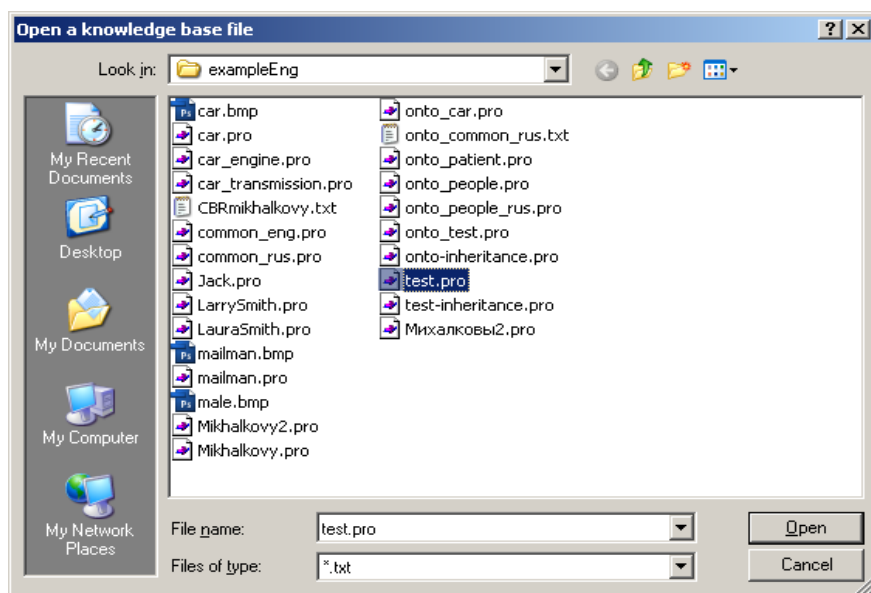 Open a knowledge base file
Look in:
exampleEng
My Recent
Documents
Desktop
My Documents
My Computer
My Network
Places
car.bmp
car.pro
car_engine.pro
car_transmission.pro
CBRmikhalkovy.txt
common_eng.pro
common_rus.pro
Jack.pro
LarrySmith.pro
LauraSmith.pro
mailman.bmp
mailman.pro
male.bmp
Mikhalkovy2.pro
Mikhalkovy.pro
onto_car.pro
onto_common_rus.txt
onto_patient.pro
onto_people.pro
onto_people_rus.pro
onto_test.pro
onto-inheritance.pro
test.pro
test-inheritance.pro
Михалковы2.pro
File name:
test.pro
Open
Files of type:
*.txt
Cancel